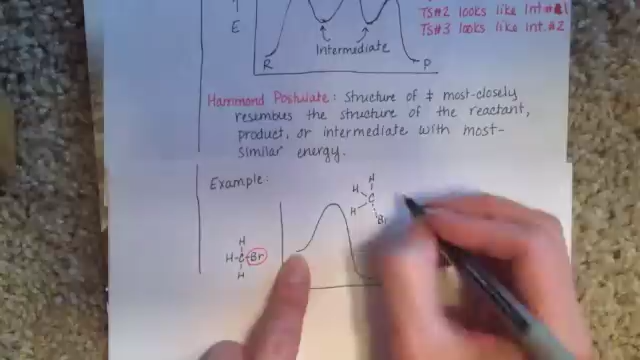 TS#2 looks like Int.#1
TS#3 looks like Int.#2
E
Intermediate
R
P
Hammond Postulate: Structure of ‡ most-closely
resembles the structure of the reactant,
product, or intermediate with most-
similar energy.
Example:
H
H
C
H
Br
H
H-C-Br
H